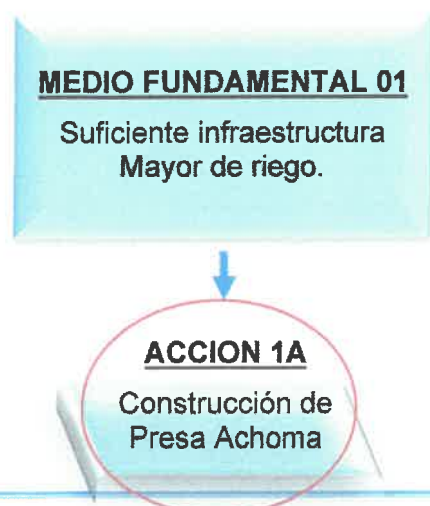 MEDIO FUNDAMENTAL 01
Suficiente infraestructura
Mayor de riego.
ACCION 1A
Construcción de
Presa Achoma